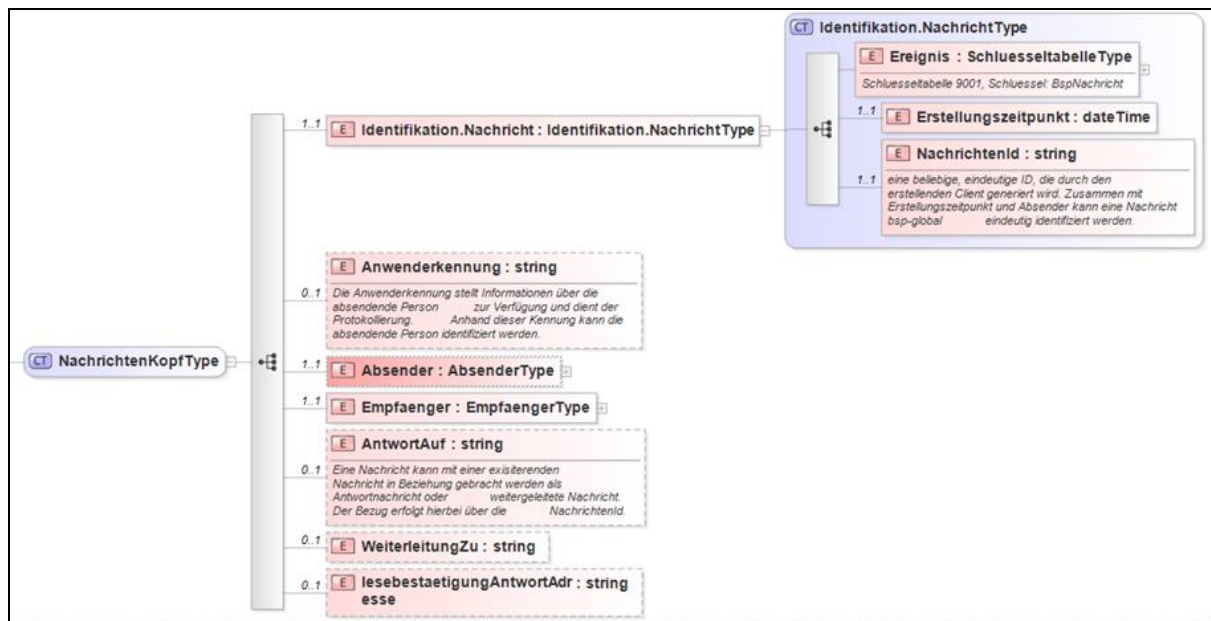 CT Identifikation.NachrichtType
E Ereignis : SchluesseltabelleType
Schluesseltabelle 9001, Schluessel: BspNachricht
1..1 E Identifikation.Nachricht : Identifikation.NachrichtType
1..1 E Erstellungszeitpunkt : dateTime
E NachrichtenId : string
1..1 eine beliebige, eindeutige ID, die durch den
erstellenden Client generiert wird. Zusammen mit
Erstellungszeitpunkt und Absender kann eine Nachricht
bsp-global eindeutig identifiziert werden.
E Anwenderkennung : string
0..1 Die Anwenderkennung stellt Informationen über die
absendende Person zur Verfügung und dient der
Protokollierung. Anhand dieser Kennung kann die
absendende Person identifiziert werden.
CT NachrichtenKopfType
1..1 E Absender : AbsenderType
1..1 E Empfaenger : EmpfaengerType
E AntwortAuf : string
0..1 Eine Nachricht kann mit einer exisiterenden
Nachricht in Beziehung gebracht werden als
Antwortnachricht oder weitergeleitete Nachricht.
Der Bezug erfolgt hierbei über die NachrichtenId.
0..1 E WeiterleitungZu : string
0..1 E lesebestaetigungAntwortAdr : string
esse